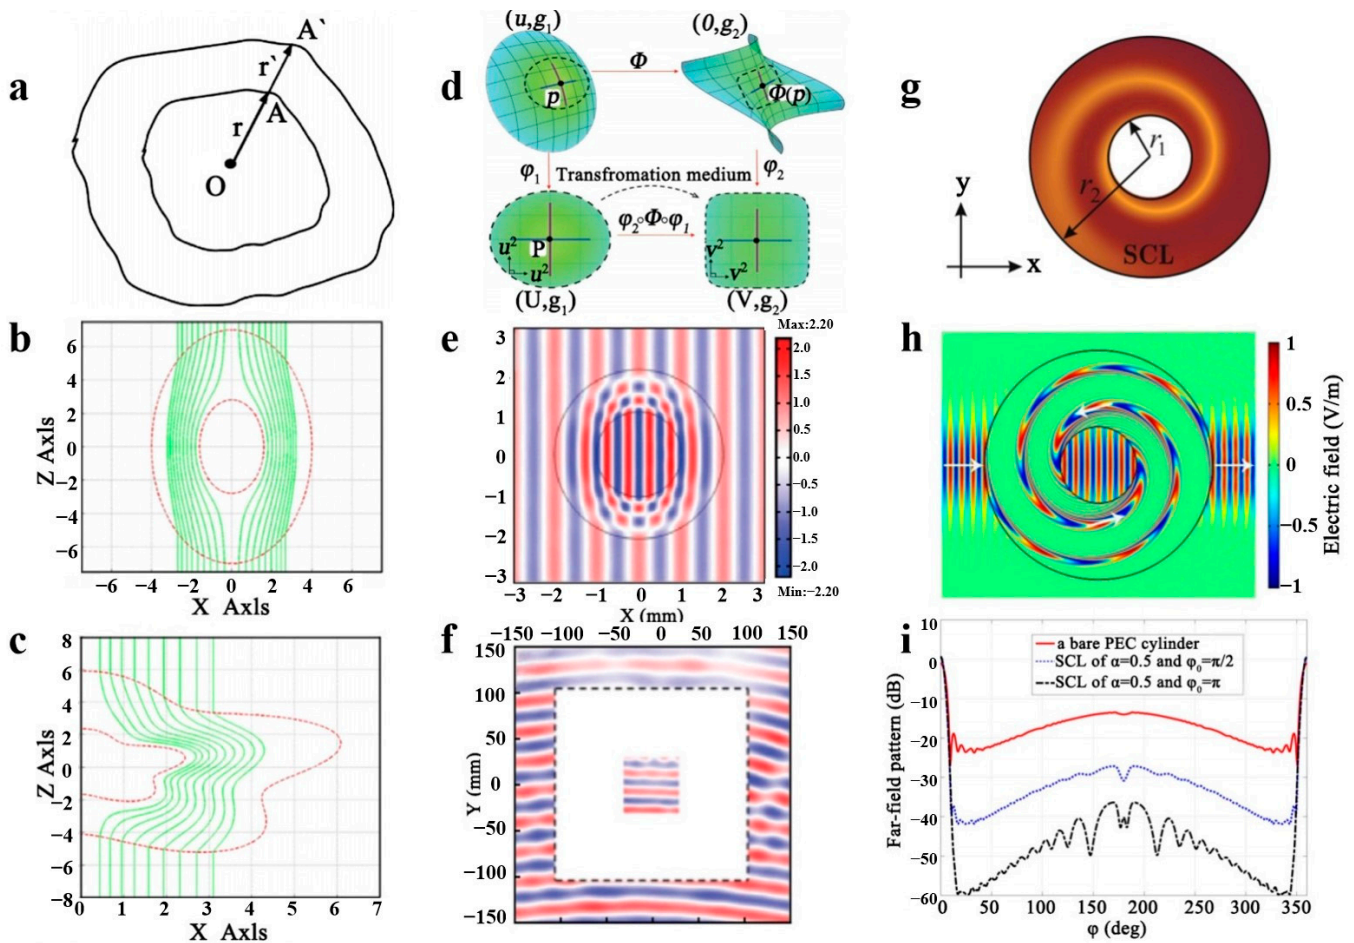 a
A`
r`
A
r
O
b
6
4
2
0
−2
−4
−6
Z Axls
−6
−4
−2
0
2
4
6
X Axls
c
8
6
4
2
0
−2
−4
6
8
Z Axls
0
1
2
3
4
5
6
7
X Axls
d
(u,g1)
(0,g2)
Φ
p
Φ(p)
φ1
Transfromation medium
φ2
φ2∘Φ∘φ1
P
u²
u²
v²
v²
(U,g1)
(V,g2)
e
3
2
1
0
−1
−2
−3
−3
−2
−1
0
1
2
3
X (mm)
Max:2.20
2.0
1.5
1.0
0.5
0.0
−0.5
−1.0
−1.5
−2.0
Min:−2.20
f
−150
−100
−50
0
50
100
150
150
100
50
0
−50
−100
−150
Y (mm)
g
r1
r2
SCL
y
x
h
1
0.5
0
−0.5
−1
Electric field (V/m)
i
10
0
−10
−20
−30
−40
−50
−60
Far-field pattern (dB)
a bare PEC cylinder
SCL of α=0.5 and φ0=π/2
SCL of α=0.5 and φ0=π
0
50
100
150
200
250
300
350
φ (deg)